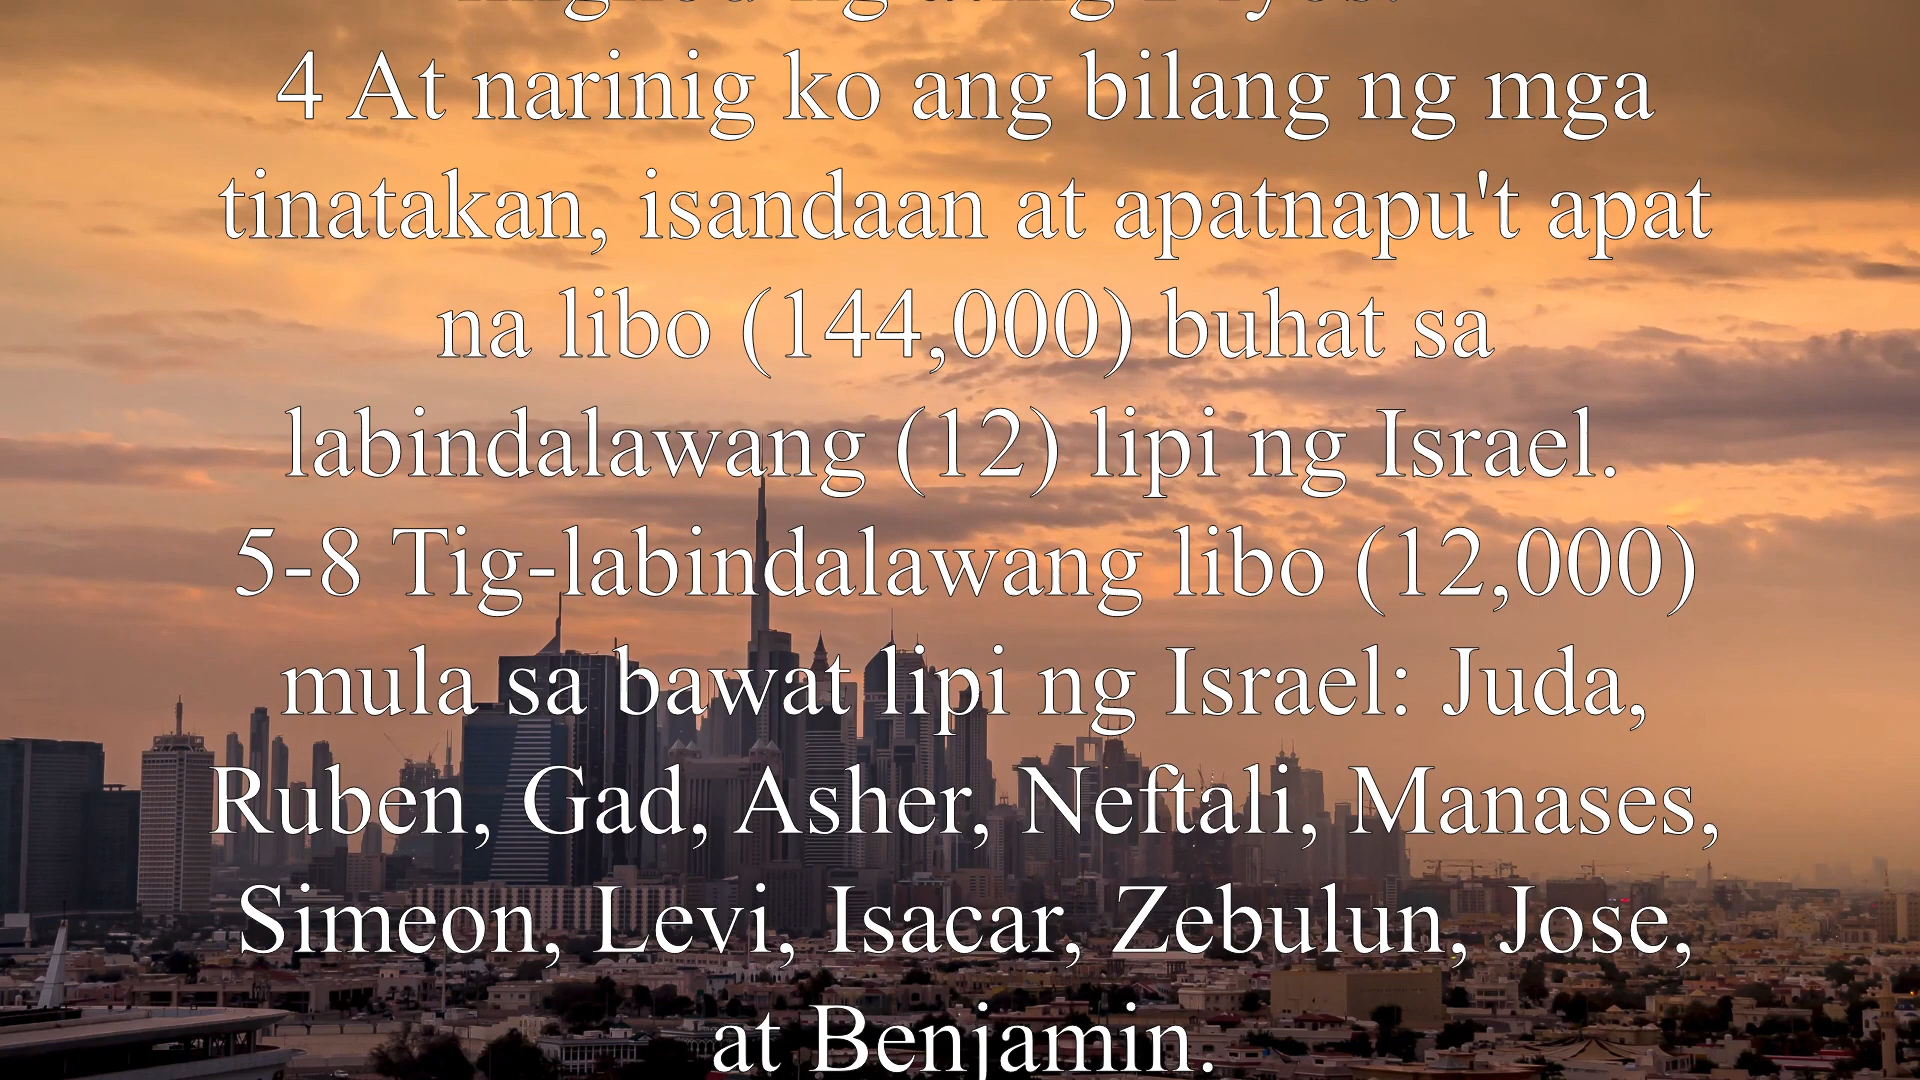 4 At narinig ko ang bilang ng mga
tinatakan, isandaan at apatnapu't apat
na libo (144,000) buhat sa
labindalawang (12) lipi ng Israel.
5-8 Tig-labindalawang libo (12,000)
mula sa bawat lipi ng Israel: Juda,
Ruben, Gad, Asher, Neftali, Manases,
Simeon, Levi, Isacar, Zebulun, Jose,
at Benjamin.